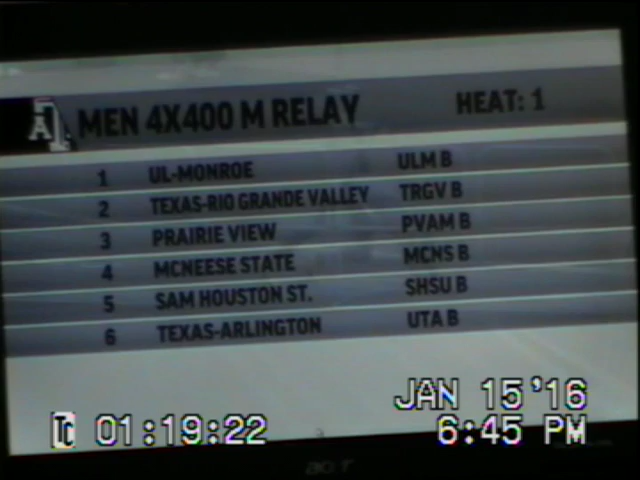 MEN 4X400 M RELAY HEAT: 1
1 UL-MONROE ULM B
2 TEXAS-RIO GRANDE VALLEY TRGV B
3 PRAIRIE VIEW PVAM B
4 MCNEESE STATE MCNS B
5 SAM HOUSTON ST. SHSU B
6 TEXAS-ARLINGTON UTA B
JAN 15 '16
TC 01:19:22 6:45 PM
acer